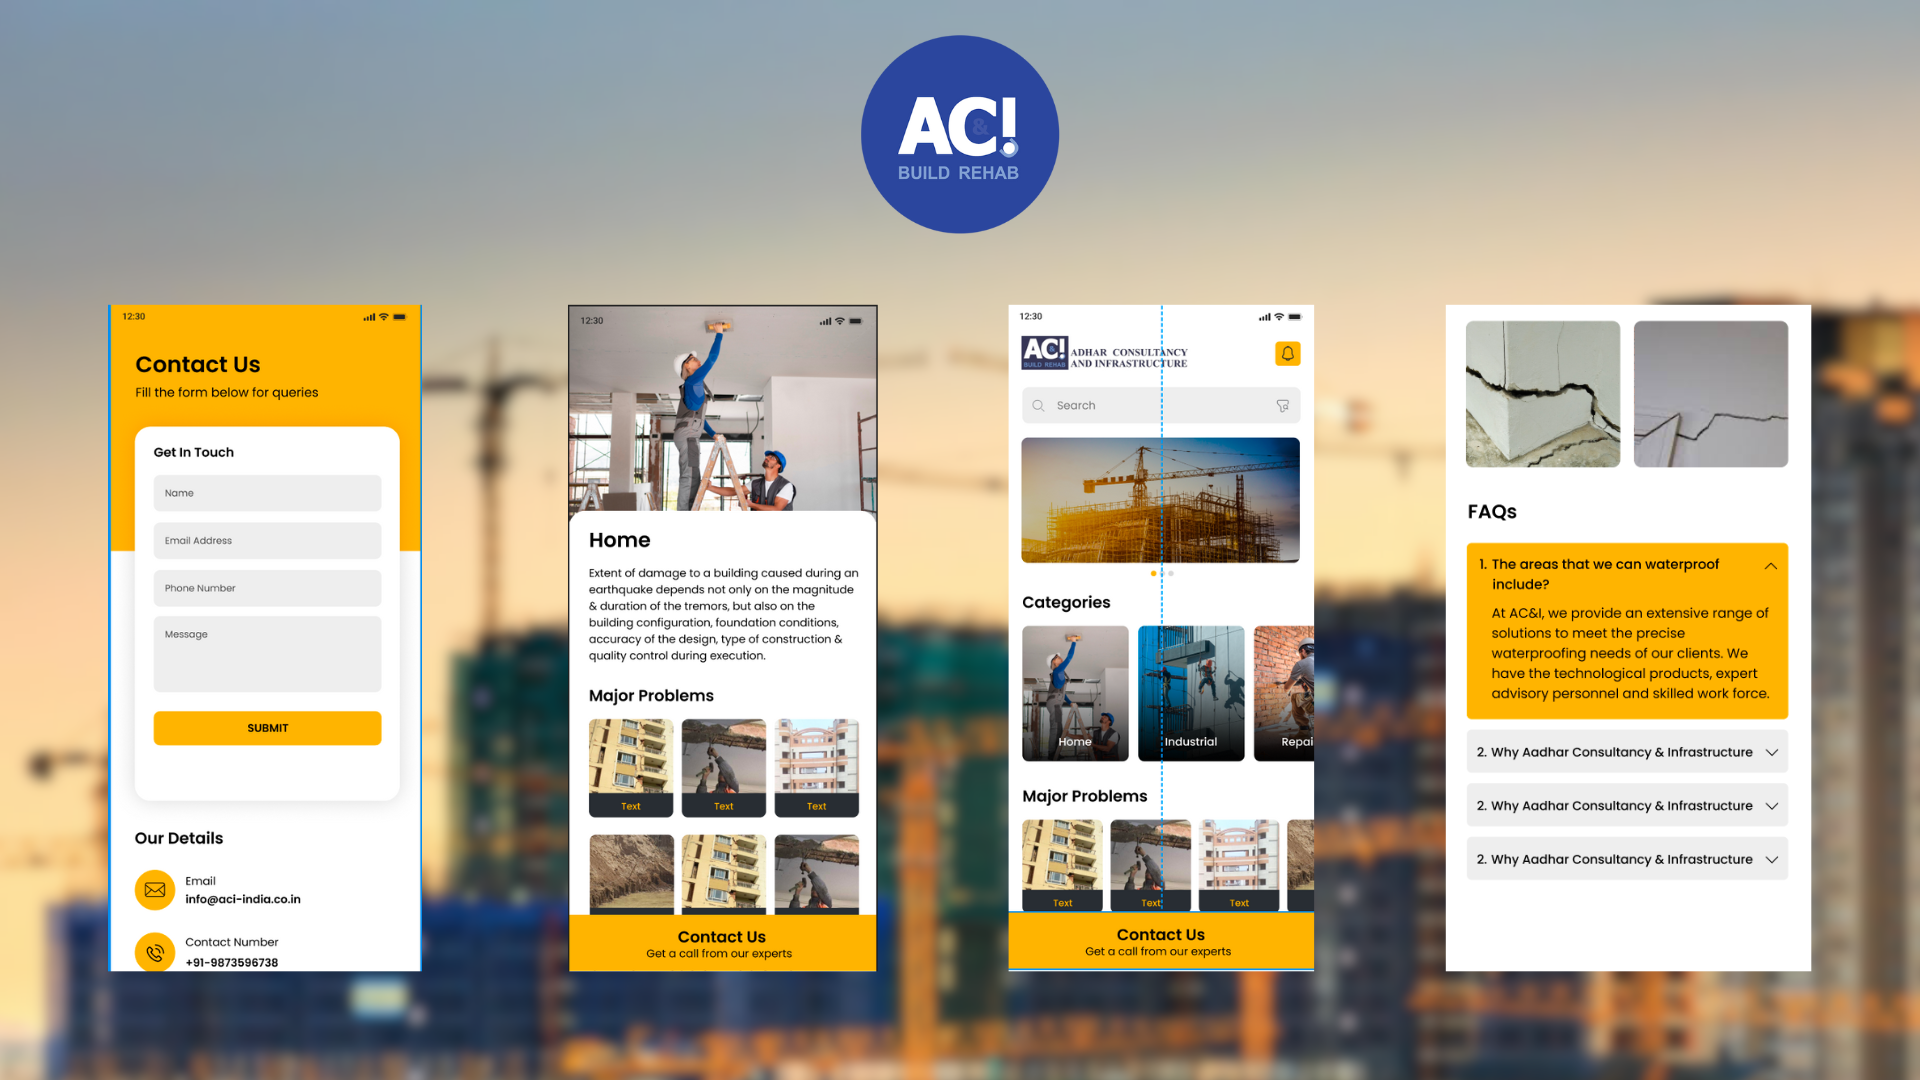 AC&!
BUILD REHAB
12:30
Contact Us
Fill the form below for queries
Get In Touch
Name
Email Address
Phone Number
Message
SUBMIT
Our Details
Email
info@aci-india.co.in
Contact Number
+91-9873596738
12:30
Home
Extent of damage to a building caused during an
earthquake depends not only on the magnitude
& duration of the tremors, but also on the
building configuration, foundation conditions,
accuracy of the design, type of construction &
quality control during execution.
Major Problems
Text
Text
Text
Contact Us
Get a call from our experts
12:30
AC!
BUILD REHAB
ADHAR CONSULTANCY
AND INFRASTRUCTURE
Search
Categories
Home
Industrial
Repai
Major Problems
Text
Text
Text
Contact Us
Get a call from our experts
FAQs
1. The areas that we can waterproof
include?
At AC&I, we provide an extensive range of
solutions to meet the precise
waterproofing needs of our clients. We
have the technological products, expert
advisory personnel and skilled work force.
2. Why Aadhar Consultancy & Infrastructure
2. Why Aadhar Consultancy & Infrastructure
2. Why Aadhar Consultancy & Infrastructure